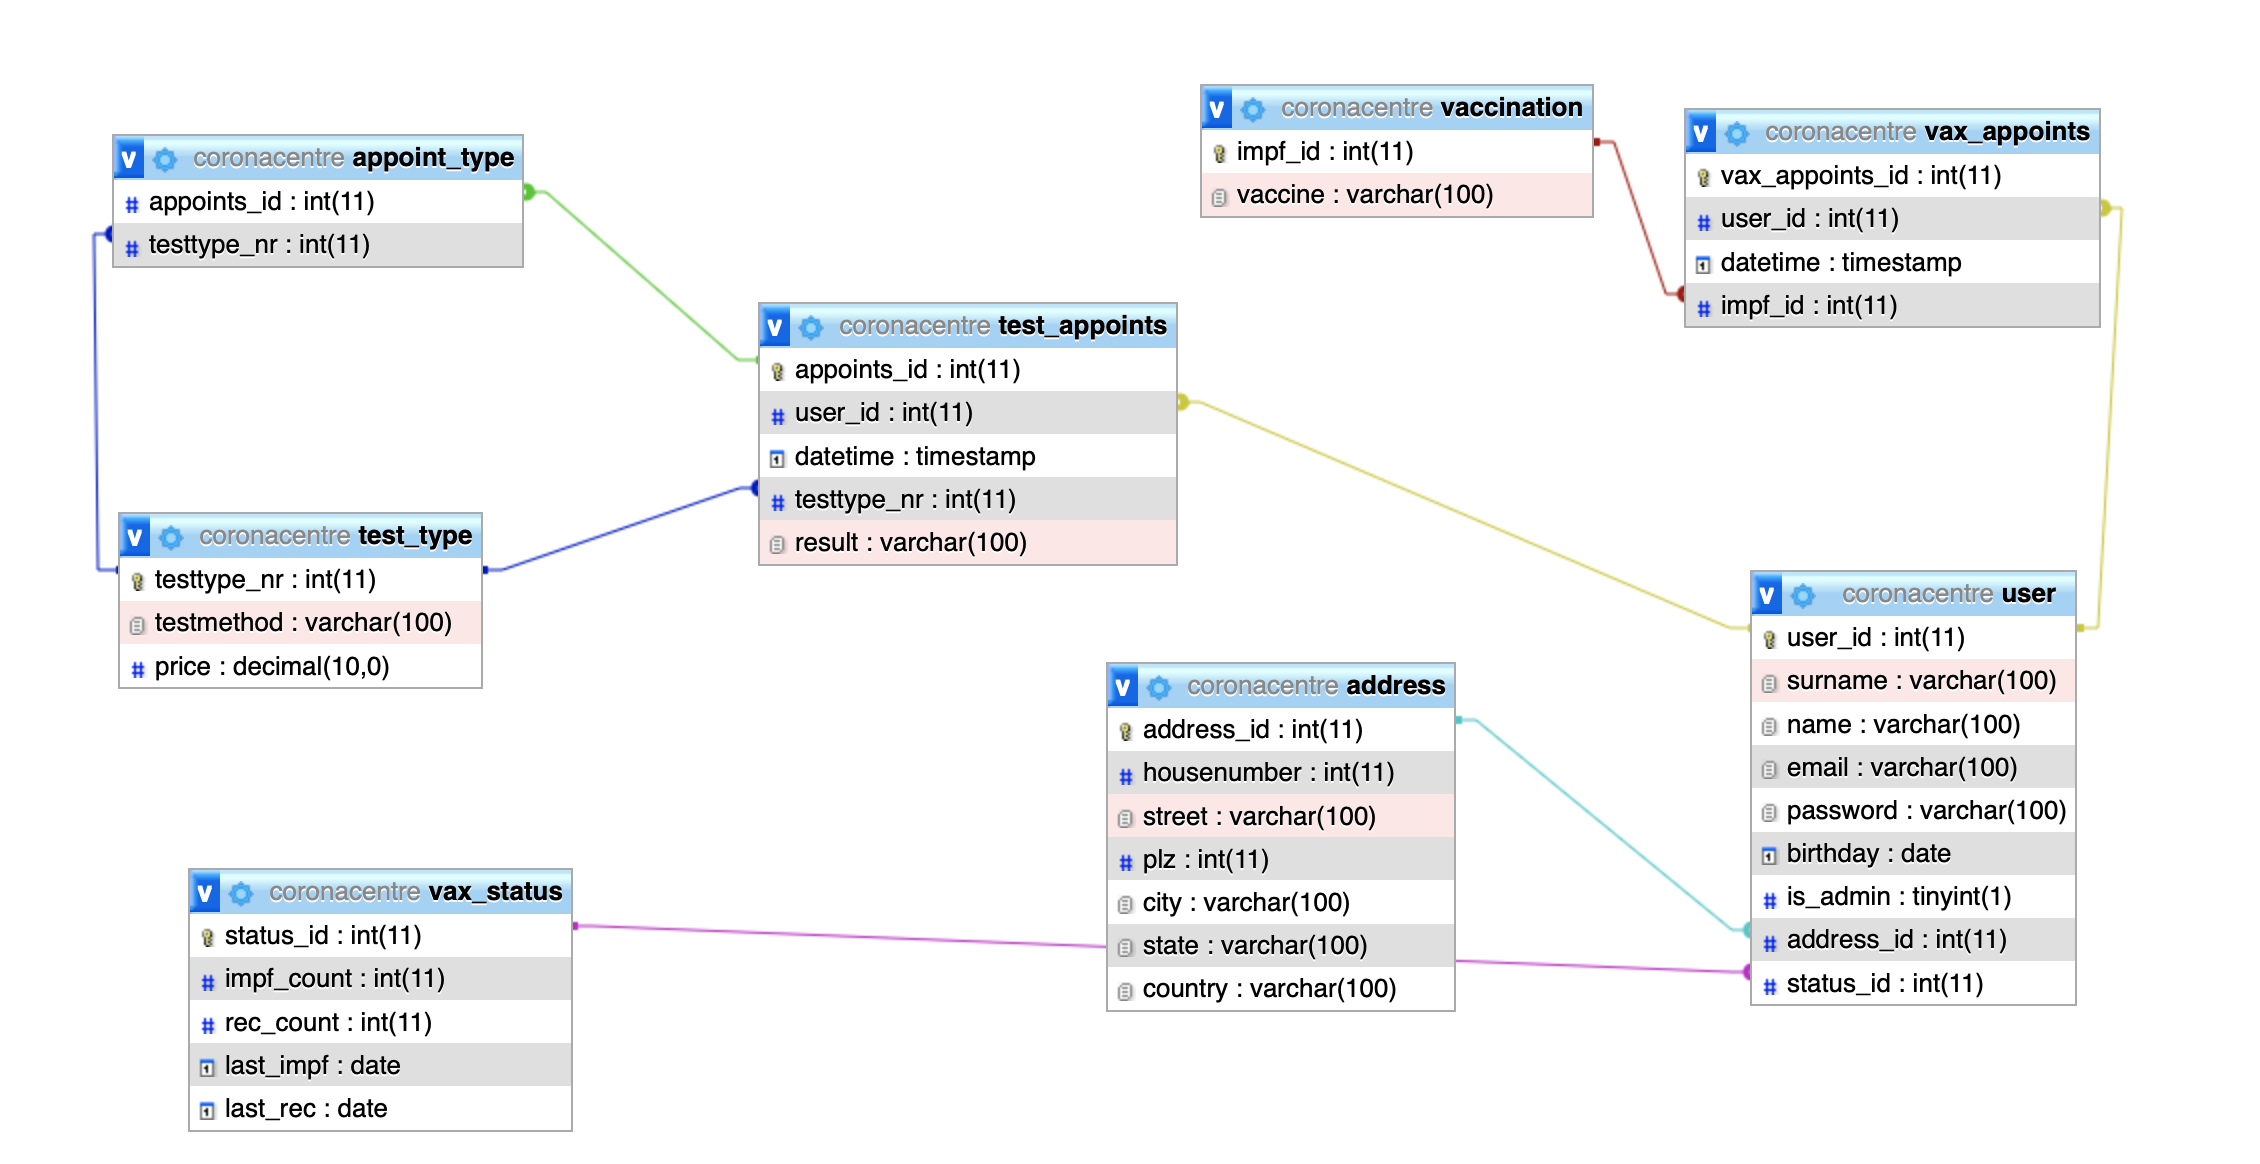 coronacentre appoint_type
appoints_id : int(11)
testtype_nr : int(11)
coronacentre vaccination
impf_id : int(11)
vaccine : varchar(100)
coronacentre vax_appoints
vax_appoints_id : int(11)
user_id : int(11)
datetime : timestamp
impf_id : int(11)
coronacentre test_appoints
appoints_id : int(11)
user_id : int(11)
datetime : timestamp
testtype_nr : int(11)
result : varchar(100)
coronacentre test_type
testtype_nr : int(11)
testmethod : varchar(100)
price : decimal(10,0)
coronacentre user
user_id : int(11)
surname : varchar(100)
name : varchar(100)
email : varchar(100)
password : varchar(100)
birthday : date
is_admin : tinyint(1)
address_id : int(11)
status_id : int(11)
coronacentre address
address_id : int(11)
housenumber : int(11)
street : varchar(100)
plz : int(11)
city : varchar(100)
state : varchar(100)
country : varchar(100)
coronacentre vax_status
status_id : int(11)
impf_count : int(11)
rec_count : int(11)
last_impf : date
last_rec : date